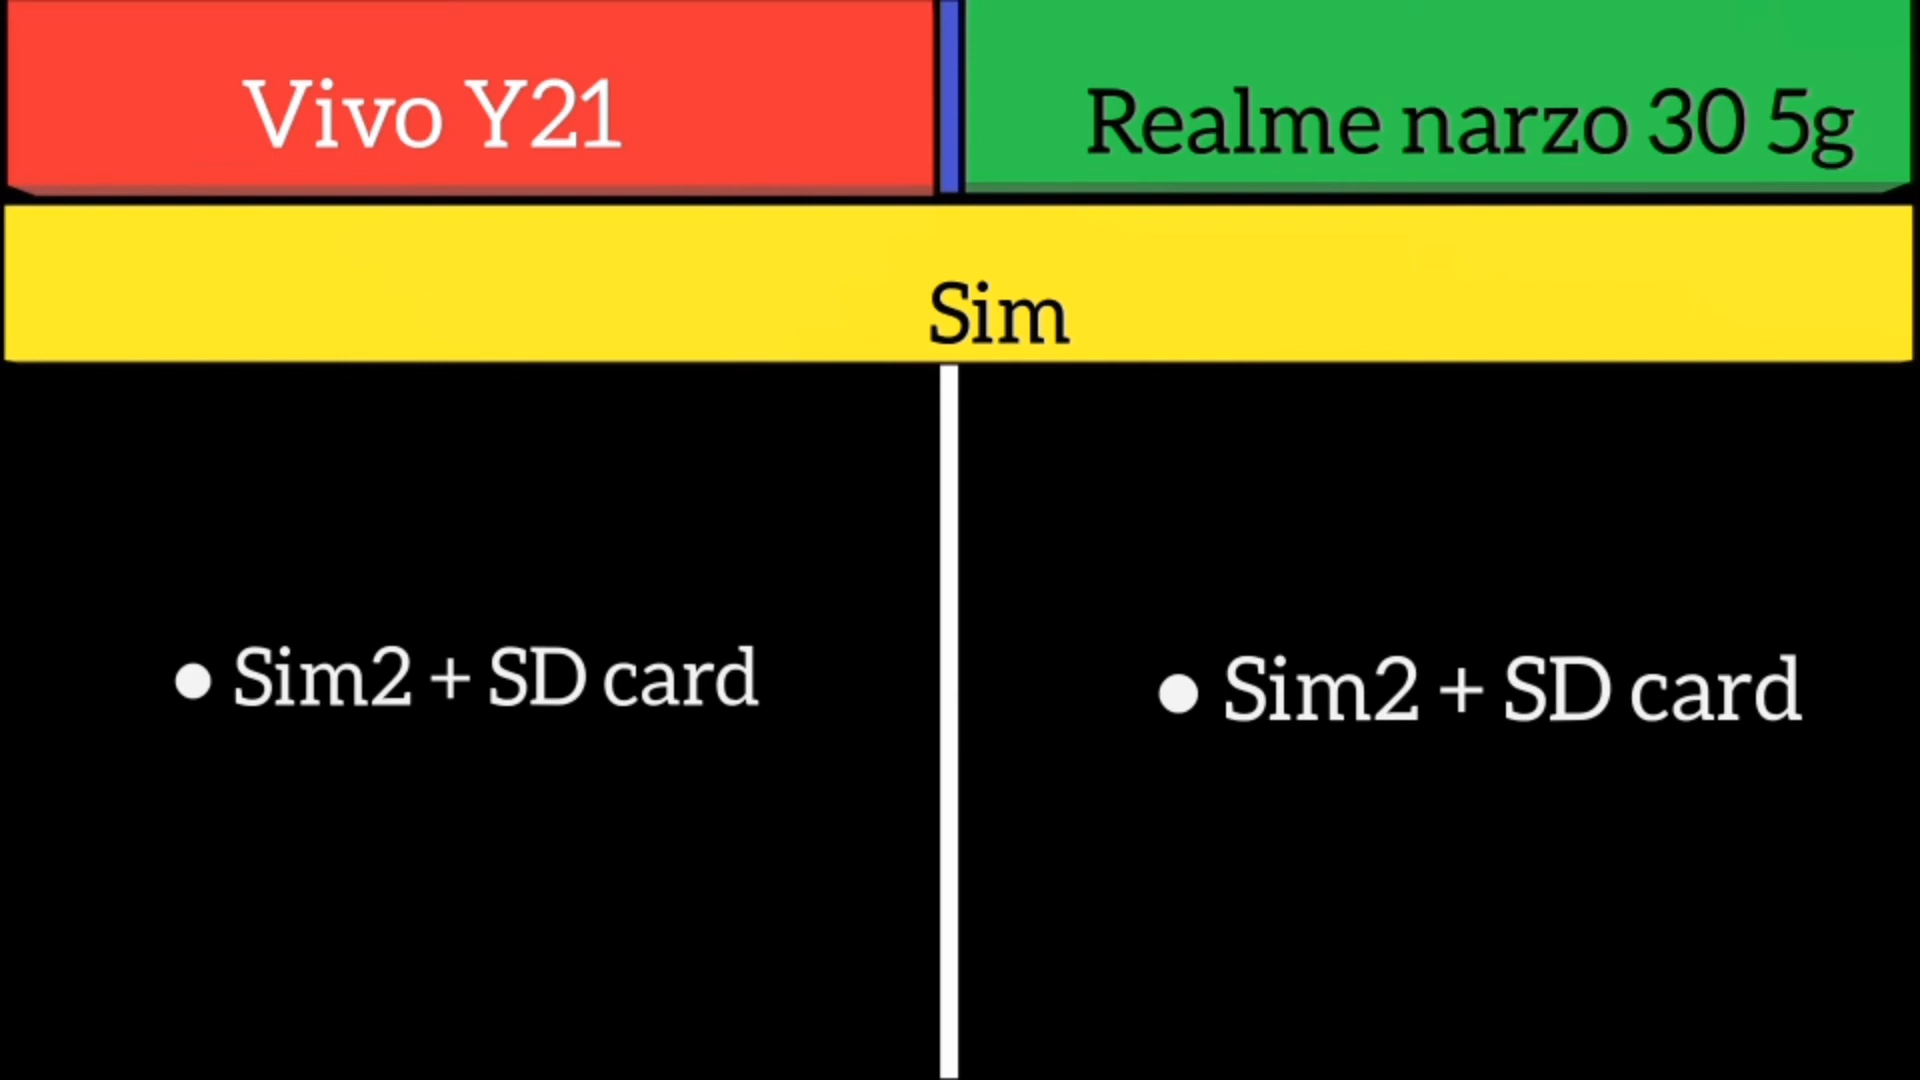 Vivo Y21
Realme narzo 30 5g
Sim
● Sim2 + SD card
● Sim2 + SD card